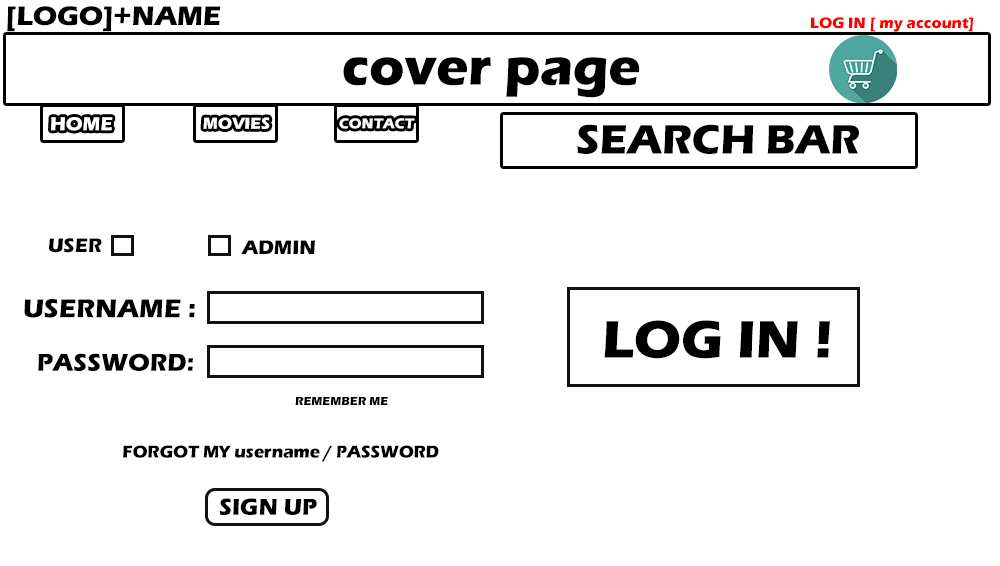 [LOGO]+NAME
LOG IN [ my account]
cover page
HOME
MOVIES
CONTACT
SEARCH BAR
USER
ADMIN
USERNAME :
PASSWORD:
LOG IN !
REMEMBER ME
FORGOT MY username / PASSWORD
SIGN UP